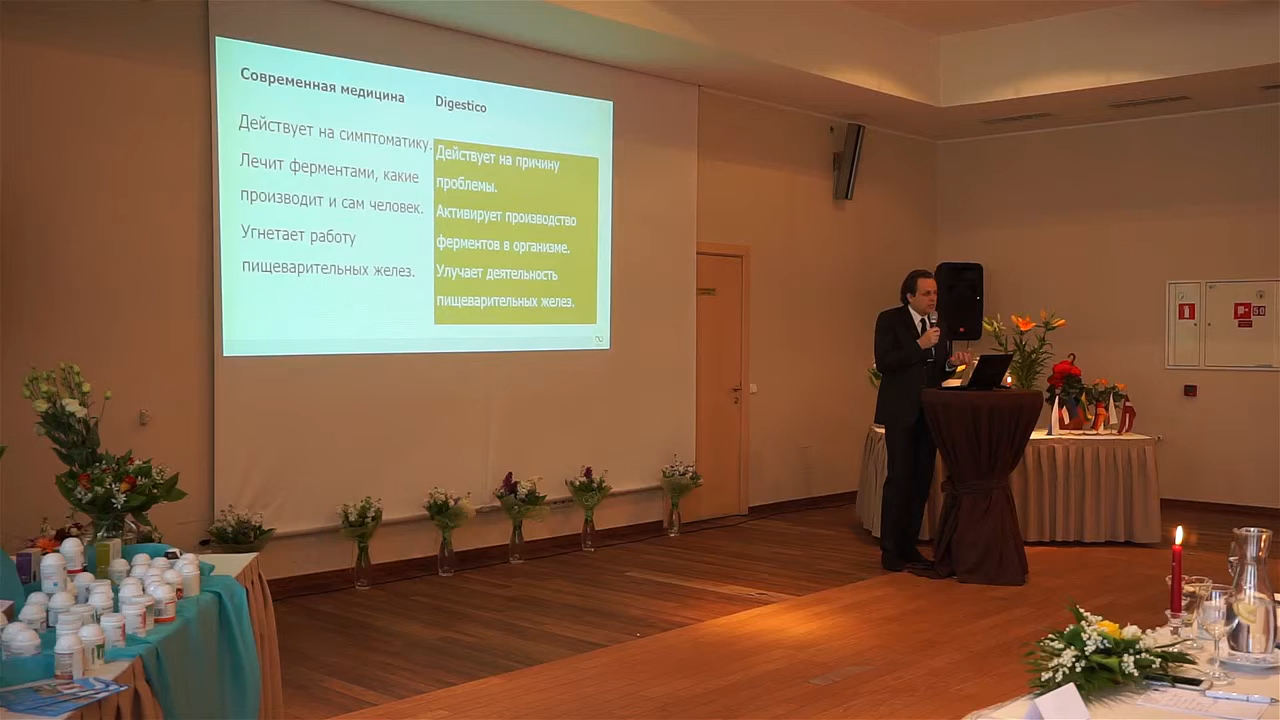 Современная медицина
Digestico
Действует на симптоматику.
Лечит ферментами, какие
производит и сам человек.
Угнетает работу
пищеварительных желез.
Действует на причину
проблемы.
Активирует производство
ферментов в организме.
Улучает деятельность
пищеварительных желез.